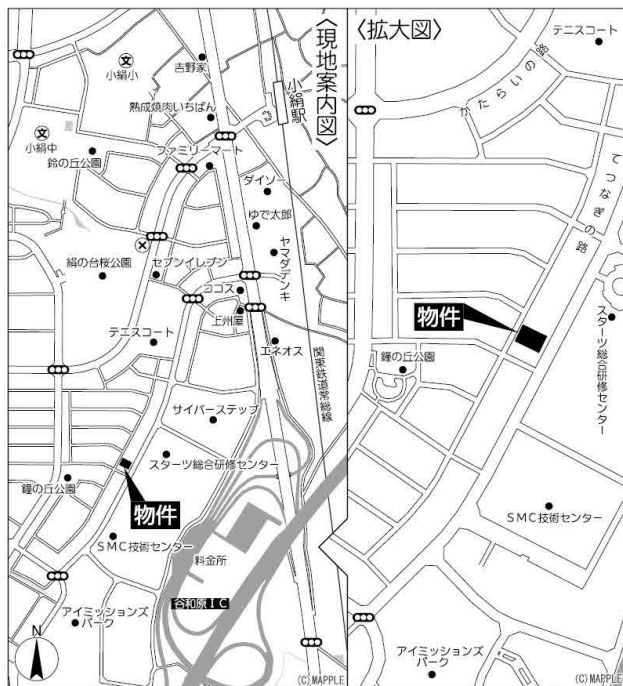 〈現地案内図〉
小絹小
吉野家
小絹駅
熟成焼肉いちばん
小絹中
鈴の丘公園
ファミリーマート
ダイソー
ゆで太郎
ヤマダデンキ
絹の台桜公園
セブンイレブン
ココス
上州屋
テニスコート
エネオス
関東鉄道常総線
サイバーステップ
スターツ総合研修センター
鐘の丘公園
物件
SMC技術センター
料金所
谷和原IC
アイミッションズ
パーク
N
(C)MAPPLE
〈拡大図〉
テニスコート
かたらいの路
てつなぎの路
物件
スターツ総合研修センター
鐘の丘公園
SMC技術センター
アイミッションズ
パーク
(C)MAPPLE